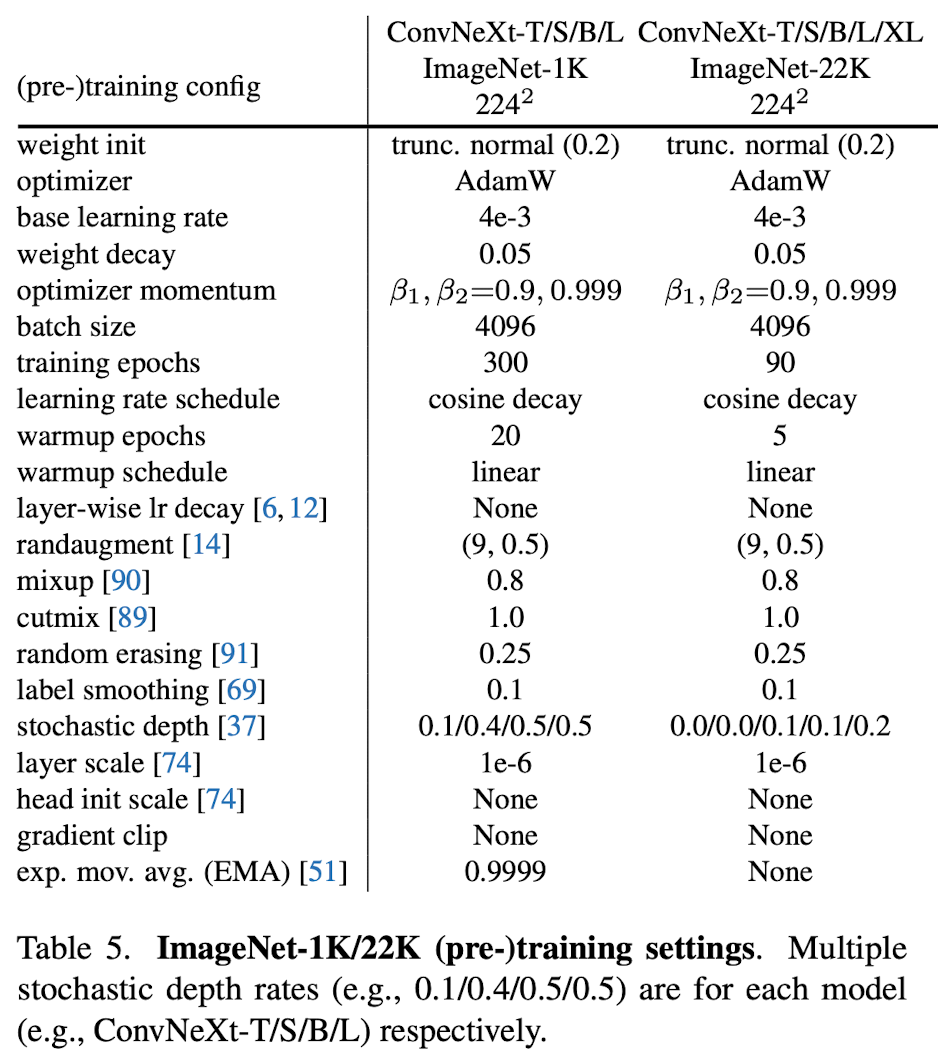 ConvNeXt-T/S/B/L ConvNeXt-T/S/B/L/XL
ImageNet-1K ImageNet-22K
(pre-)training config 224² 224²
weight init trunc. normal (0.2) trunc. normal (0.2)
optimizer AdamW AdamW
base learning rate 4e-3 4e-3
weight decay 0.05 0.05
optimizer momentum β₁, β₂=0.9, 0.999 β₁, β₂=0.9, 0.999
batch size 4096 4096
training epochs 300 90
learning rate schedule cosine decay cosine decay
warmup epochs 20 5
warmup schedule linear linear
layer-wise lr decay [6, 12] None None
randaugment [14] (9, 0.5) (9, 0.5)
mixup [90] 0.8 0.8
cutmix [89] 1.0 1.0
random erasing [91] 0.25 0.25
label smoothing [69] 0.1 0.1
stochastic depth [37] 0.1/0.4/0.5/0.5 0.0/0.0/0.1/0.1/0.2
layer scale [74] 1e-6 1e-6
head init scale [74] None None
gradient clip None None
exp. mov. avg. (EMA) [51] 0.9999 None
Table 5. ImageNet-1K/22K (pre-)training settings. Multiple
stochastic depth rates (e.g., 0.1/0.4/0.5/0.5) are for each model
(e.g., ConvNeXt-T/S/B/L) respectively.